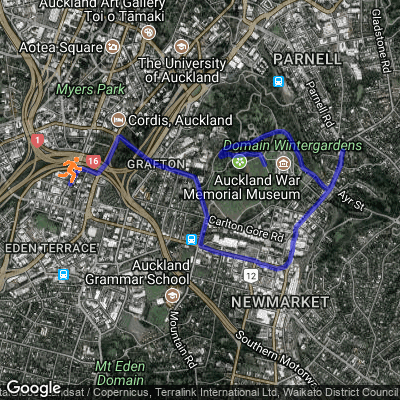 Auckland Art Gallery
Toi o Tāmaki
Aotea Square
The University
of Auckland
PARNELL
Gladstone Rd
Myers Park
Parnell Rd
Cordis, Auckland
1
Domain Wintergardens
16
GRAFTON
Auckland War
Memorial Museum
Ayr St
Carlton Gore Rd
EDEN TERRACE
Auckland
Grammar School
12
NEWMARKET
Mountain Rd
Southern Motorway
Mt Eden
Domain
Google
Landsat / Copernicus, Terralink International Ltd, Waikato District Council